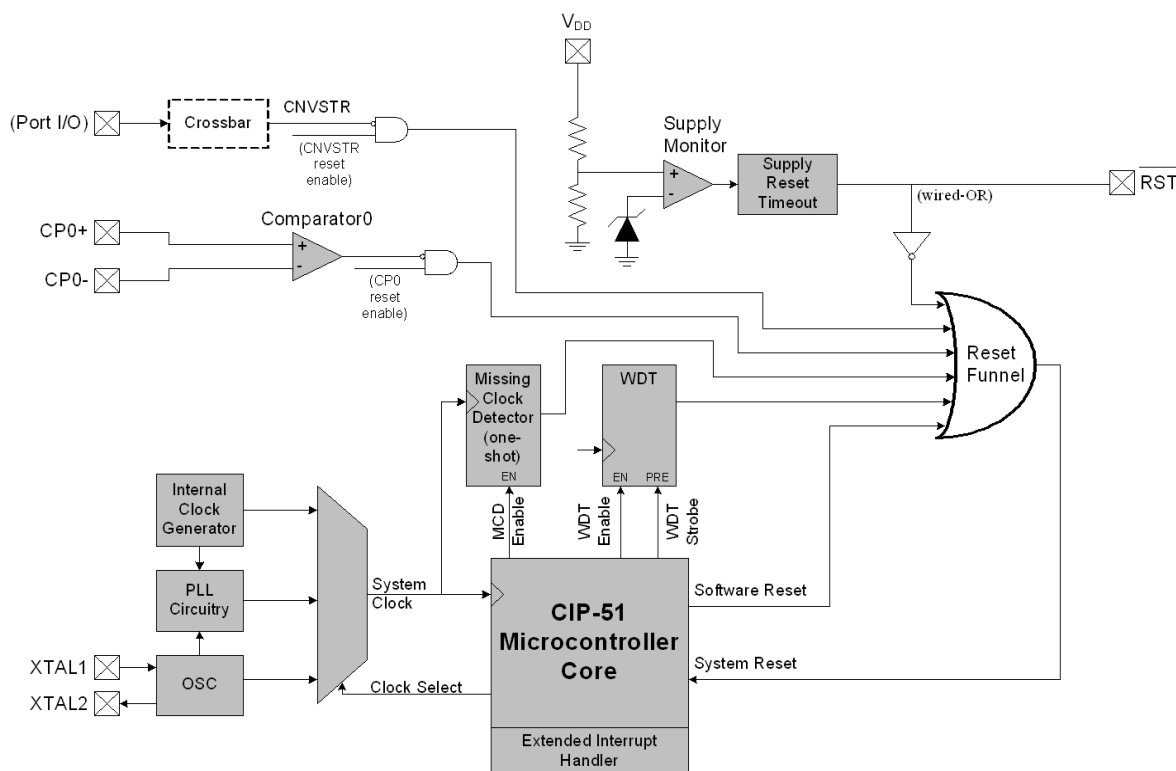 VDD
(Port I/O)
Crossbar
CNVSTR
(CNVSTR
reset
enable)
Supply
Monitor
+
-
Supply
Reset
Timeout
(wired-OR)
RST
Comparator0
CP0+
CP0-
+
-
(CP0
reset
enable)
Reset
Funnel
Missing
Clock
Detector
(one-
shot)
EN
WDT
EN
PRE
MCD
Enable
WDT
Enable
WDT
Strobe
Internal
Clock
Generator
PLL
Circuitry
OSC
XTAL1
XTAL2
System
Clock
Clock Select
CIP-51
Microcontroller
Core
Software Reset
System Reset
Extended Interrupt
Handler